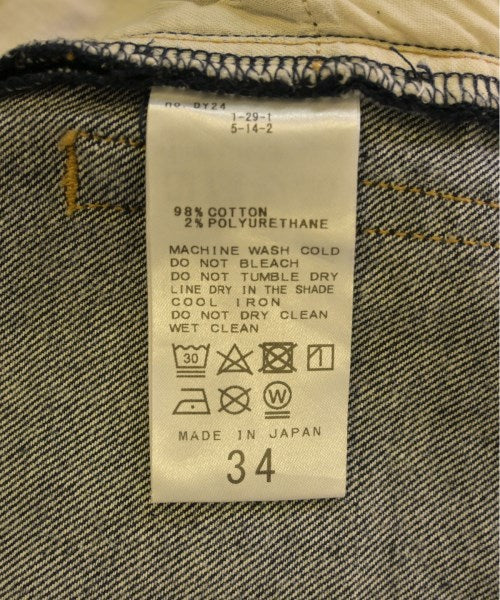 no. DY24
1-29-1
5-14-2
98% COTTON
2% POLYURETHANE
MACHINE WASH COLD
DO NOT BLEACH
DO NOT TUMBLE DRY
LINE DRY IN THE SHADE
COOL IRON
DO NOT DRY CLEAN
WET CLEAN
30
W
MADE IN JAPAN
34